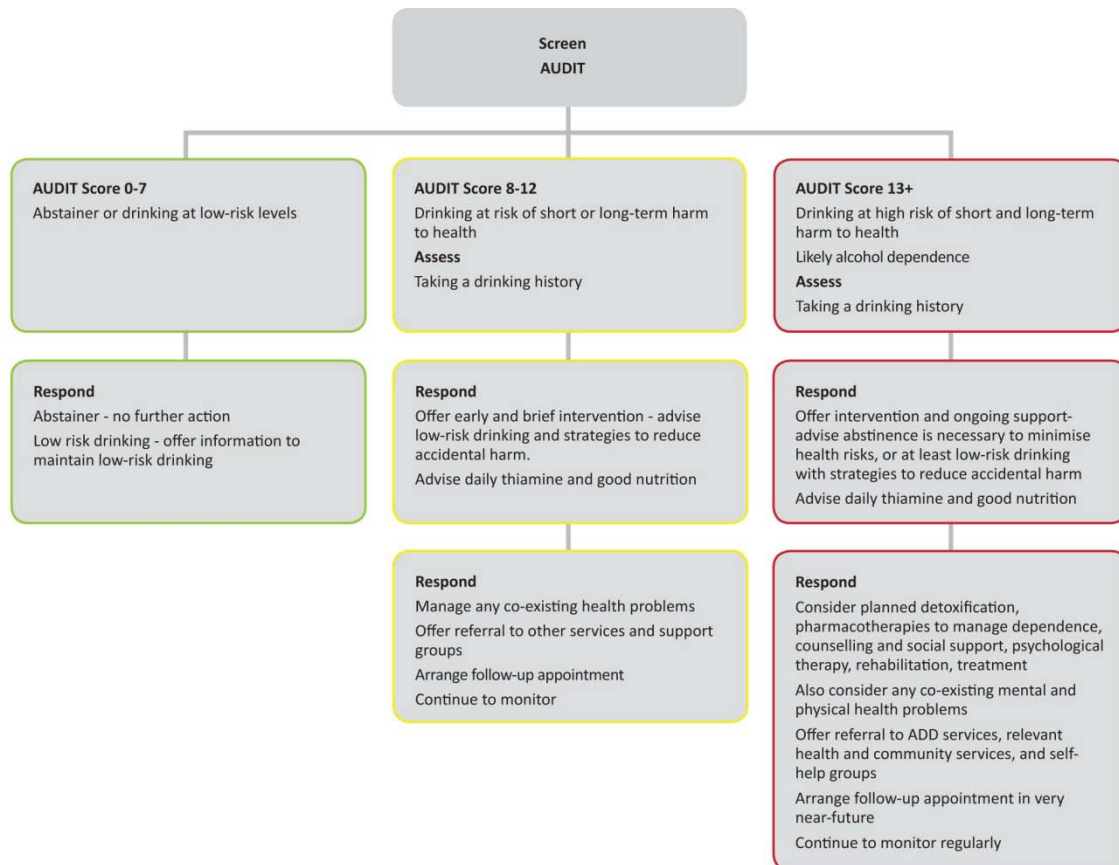 Screen
AUDIT
AUDIT Score 0-7
Abstainer or drinking at low-risk levels
AUDIT Score 8-12
Drinking at risk of short or long-term harm
to health
Assess
Taking a drinking history
AUDIT Score 13+
Drinking at high risk of short and long-term
harm to health
Likely alcohol dependence
Assess
Taking a drinking history
Respond
Abstainer - no further action
Low risk drinking - offer information to
maintain low-risk drinking
Respond
Offer early and brief intervention - advise
low-risk drinking and strategies to reduce
accidental harm.
Advise daily thiamine and good nutrition
Respond
Offer intervention and ongoing support-
advise abstinence is necessary to minimise
health risks, or at least low-risk drinking
with strategies to reduce accidental harm
Advise daily thiamine and good nutrition
Respond
Manage any co-existing health problems
Offer referral to other services and support
groups
Arrange follow-up appointment
Continue to monitor
Respond
Consider planned detoxification,
pharmacotherapies to manage dependence,
counselling and social support, psychological
therapy, rehabilitation, treatment
Also consider any co-existing mental and
physical health problems
Offer referral to ADD services, relevant
health and community services, and self-
help groups
Arrange follow-up appointment in very
near-future
Continue to monitor regularly